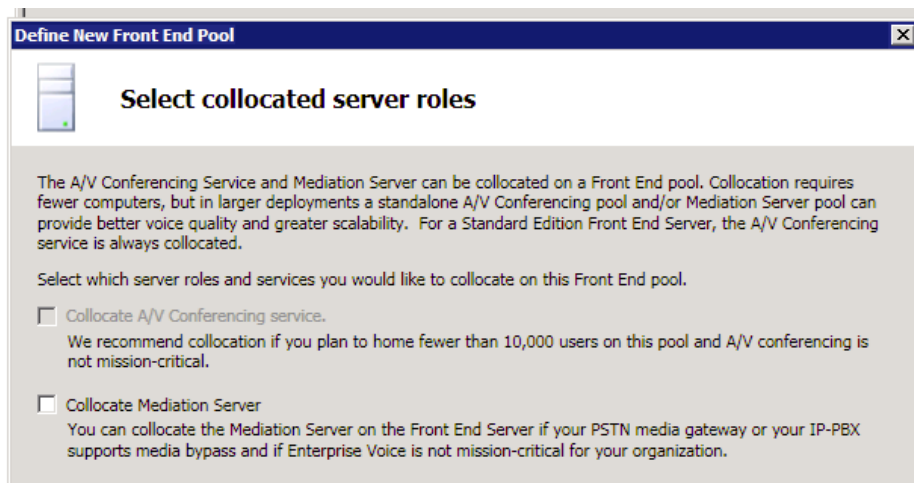 Define New Front End Pool
Select collocated server roles
The A/V Conferencing Service and Mediation Server can be collocated on a Front End pool. Collocation requires
fewer computers, but in larger deployments a standalone A/V Conferencing pool and/or Mediation Server pool can
provide better voice quality and greater scalability.  For a Standard Edition Front End Server, the A/V Conferencing
service is always collocated.
Select which server roles and services you would like to collocate on this Front End pool.
Collocate A/V Conferencing service.
We recommend collocation if you plan to home fewer than 10,000 users on this pool and A/V conferencing is
not mission-critical.
Collocate Mediation Server
You can collocate the Mediation Server on the Front End Server if your PSTN media gateway or your IP-PBX
supports media bypass and if Enterprise Voice is not mission-critical for your organization.